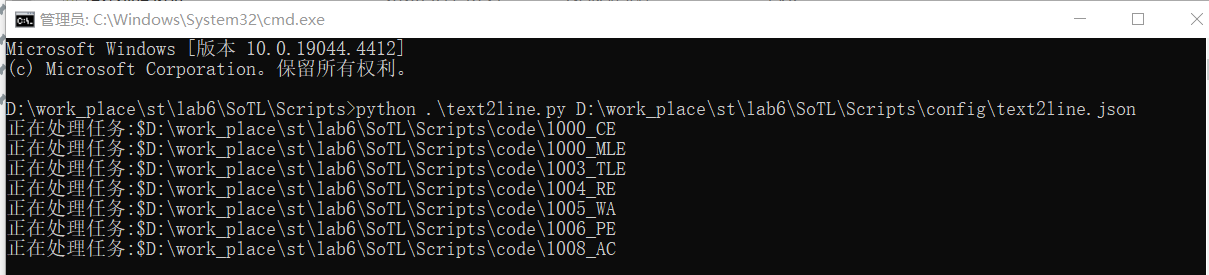 管理员: C:\Windows\System32\cmd.exe
Microsoft Windows [版本 10.0.19044.4412]
(c) Microsoft Corporation。保留所有权利。
D:\work_place\st\lab6\SoTL\Scripts>python .\text2line.py D:\work_place\st\lab6\SoTL\Scripts\config\text2line.json
正在处理任务:$D:\work_place\st\lab6\SoTL\Scripts\code\1000_CE
正在处理任务:$D:\work_place\st\lab6\SoTL\Scripts\code\1000_MLE
正在处理任务:$D:\work_place\st\lab6\SoTL\Scripts\code\1003_TLE
正在处理任务:$D:\work_place\st\lab6\SoTL\Scripts\code\1004_RE
正在处理任务:$D:\work_place\st\lab6\SoTL\Scripts\code\1005_WA
正在处理任务:$D:\work_place\st\lab6\SoTL\Scripts\code\1006_PE
正在处理任务:$D:\work_place\st\lab6\SoTL\Scripts\code\1008_AC